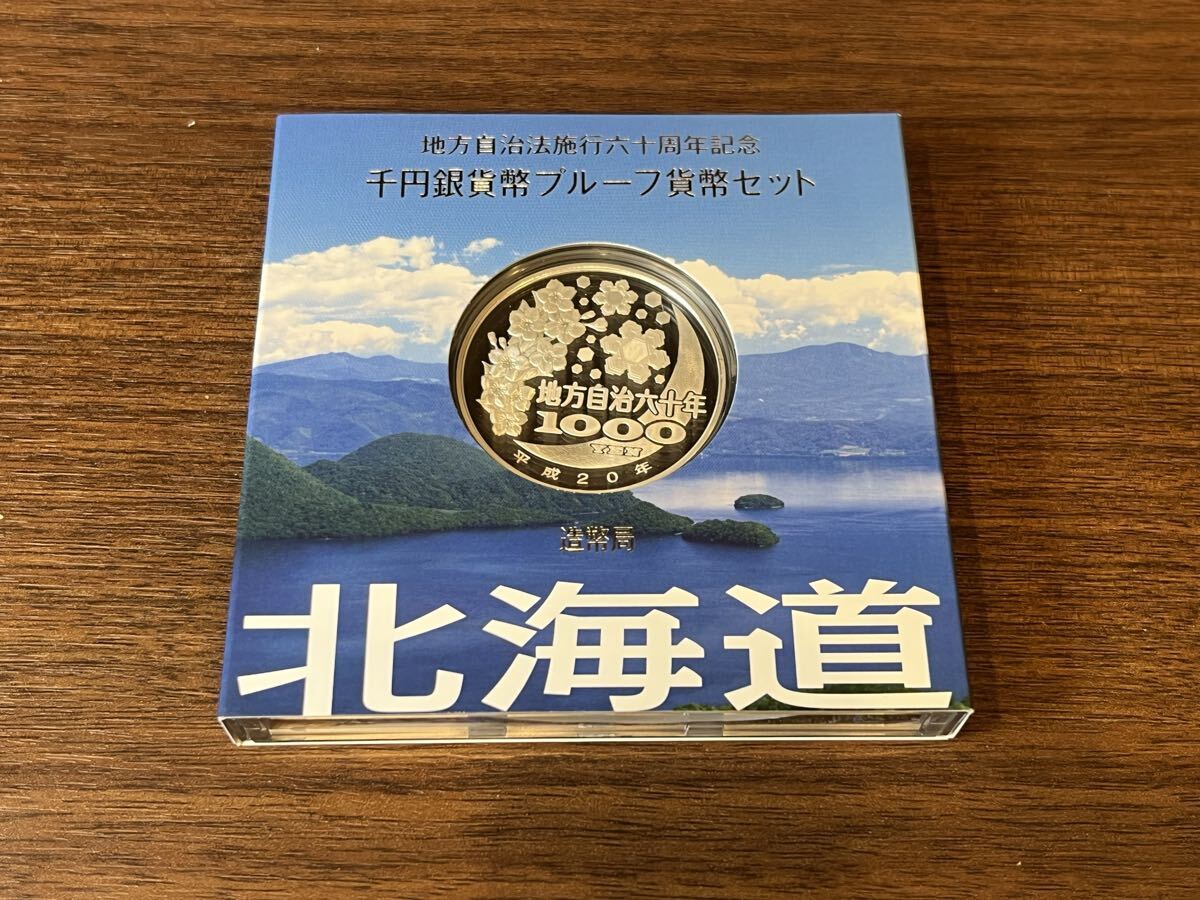 地方自治法施行六十周年記念
千円銀貨幣プルーフ貨幣セット
地方自治六十年
1000
YEN
平成20年
造幣局
北海道